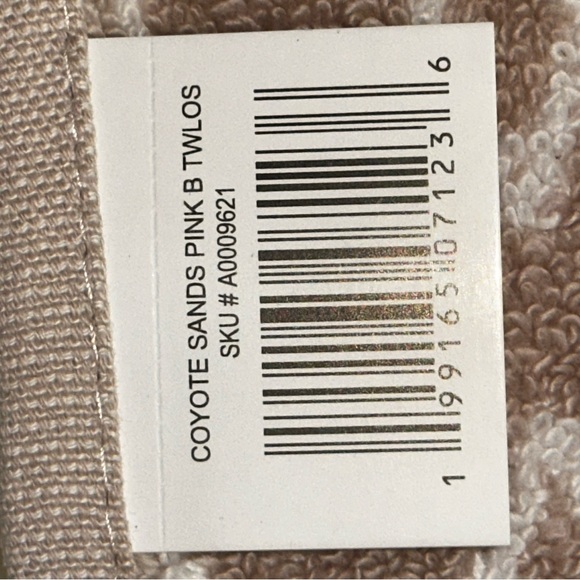 COYOTE SANDS PINK B TWLOS
SKU # A0009621
1 99165 07123 6